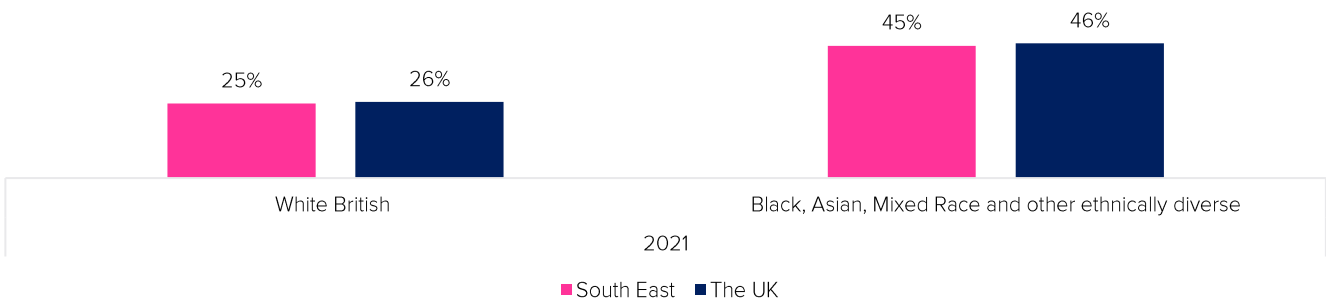 45%
46%
25%
26%
White British
Black, Asian, Mixed Race and other ethnically diverse
2021
South East
The UK